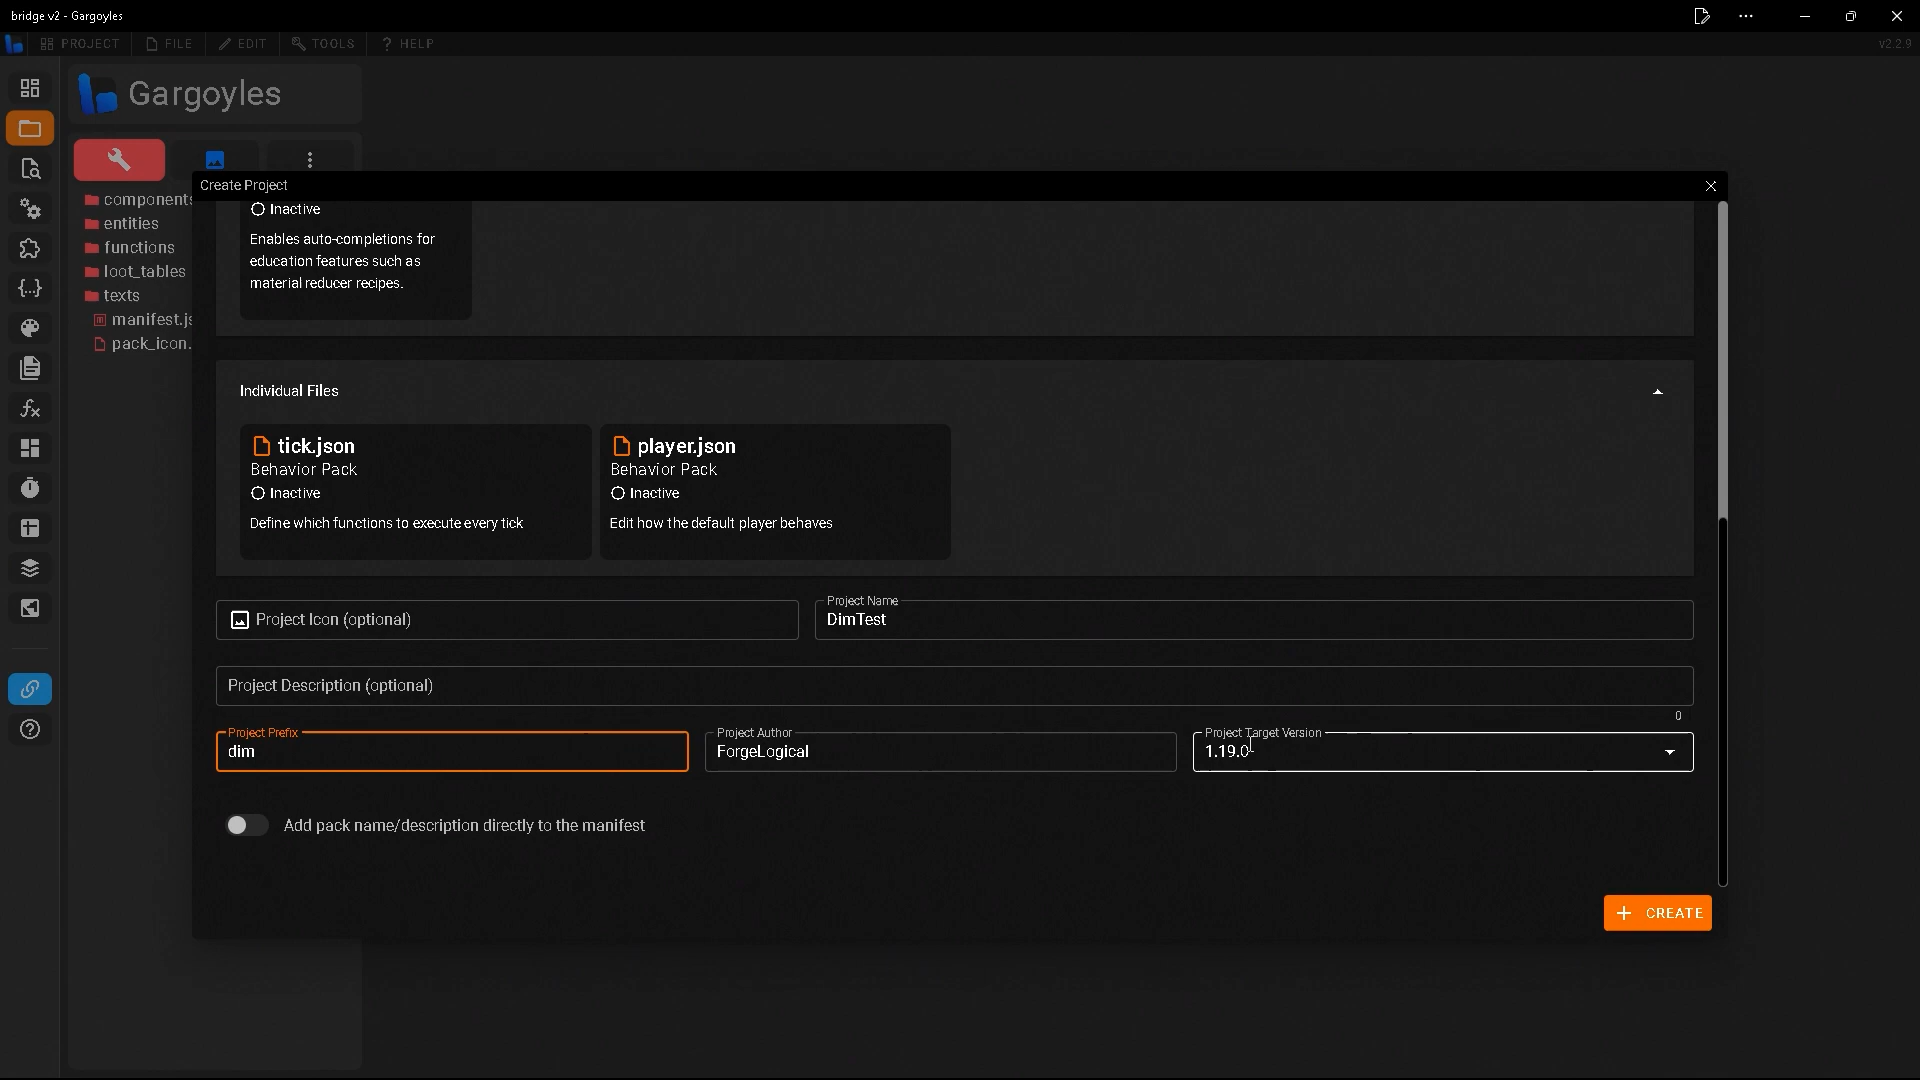 bridge v2 - Gargoyles
PROJECT FILE EDIT TOOLS ? HELP
v2.2.9
Gargoyles
components
entities
functions
loot_tables
texts
manifest.js
pack_icon.
Create Project
Inactive
Enables auto-completions for
education features such as
material reducer recipes.
Individual Files
tick.json
Behavior Pack
Inactive
Define which functions to execute every tick
player.json
Behavior Pack
Inactive
Edit how the default player behaves
Project Icon (optional)
Project Name
DimTest
Project Description (optional)
0
Project Prefix
dim
Project Author
ForgeLogical
Project Target Version
1.19.0
Add pack name/description directly to the manifest
+ CREATE